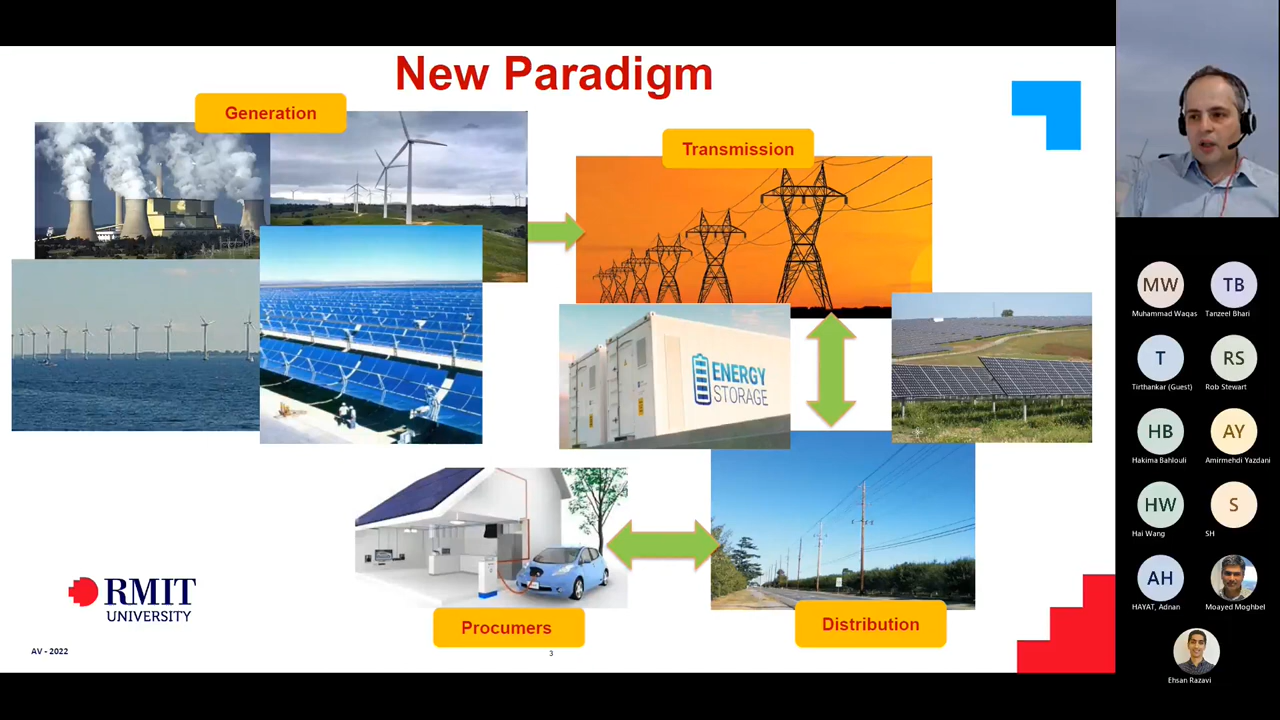 New Paradigm
Generation
Transmission
ENERGY
STORAGE
Procumers
Distribution
RMIT
UNIVERSITY
AV - 2022
3
MW
Muhammad Waqas
TB
Tanzeel Bhari
T
Tirthankar (Guest)
RS
Rob Stewart
HB
Hakima Bahlouli
AY
Amirmehdi Yazdani
HW
Hai Wang
S
SH
AH
HAYAT, Adnan
Moayed Moghbel
Ehsan Razavi